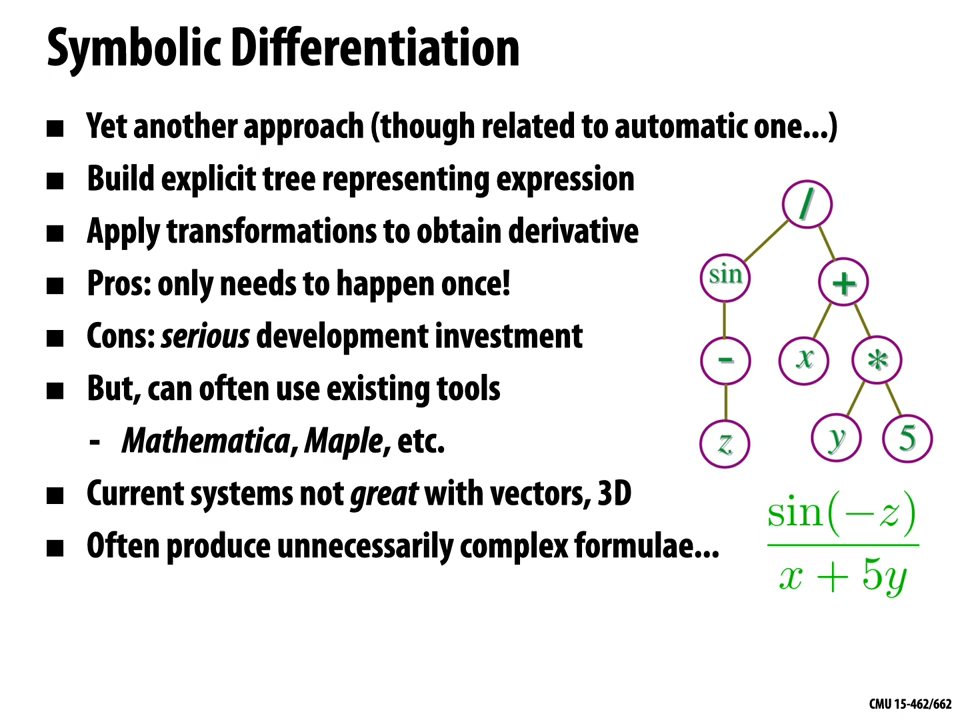 Symbolic Differentiation
■ Yet another approach (though related to automatic one...)
■ Build explicit tree representing expression
■ Apply transformations to obtain derivative
■ Pros: only needs to happen once!
■ Cons: serious development investment
■ But, can often use existing tools
- Mathematica, Maple, etc.
■ Current systems not great with vectors, 3D
■ Often produce unnecessarily complex formulae...
/
sin +
- x *
z y 5
sin(−z)
x + 5y
CMU 15-462/662